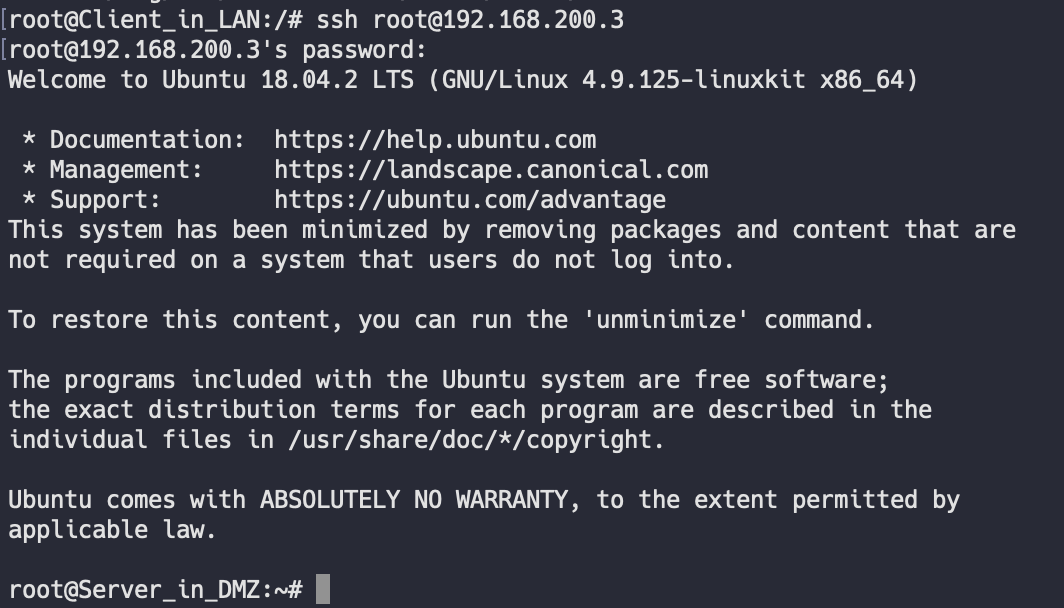 [root@Client_in_LAN:/# ssh root@192.168.200.3
[root@192.168.200.3's password:
Welcome to Ubuntu 18.04.2 LTS (GNU/Linux 4.9.125-linuxkit x86_64)

 * Documentation:  https://help.ubuntu.com
 * Management:     https://landscape.canonical.com
 * Support:        https://ubuntu.com/advantage
This system has been minimized by removing packages and content that are
not required on a system that users do not log into.

To restore this content, you can run the 'unminimize' command.

The programs included with the Ubuntu system are free software;
the exact distribution terms for each program are described in the
individual files in /usr/share/doc/*/copyright.

Ubuntu comes with ABSOLUTELY NO WARRANTY, to the extent permitted by
applicable law.

root@Server_in_DMZ:~#